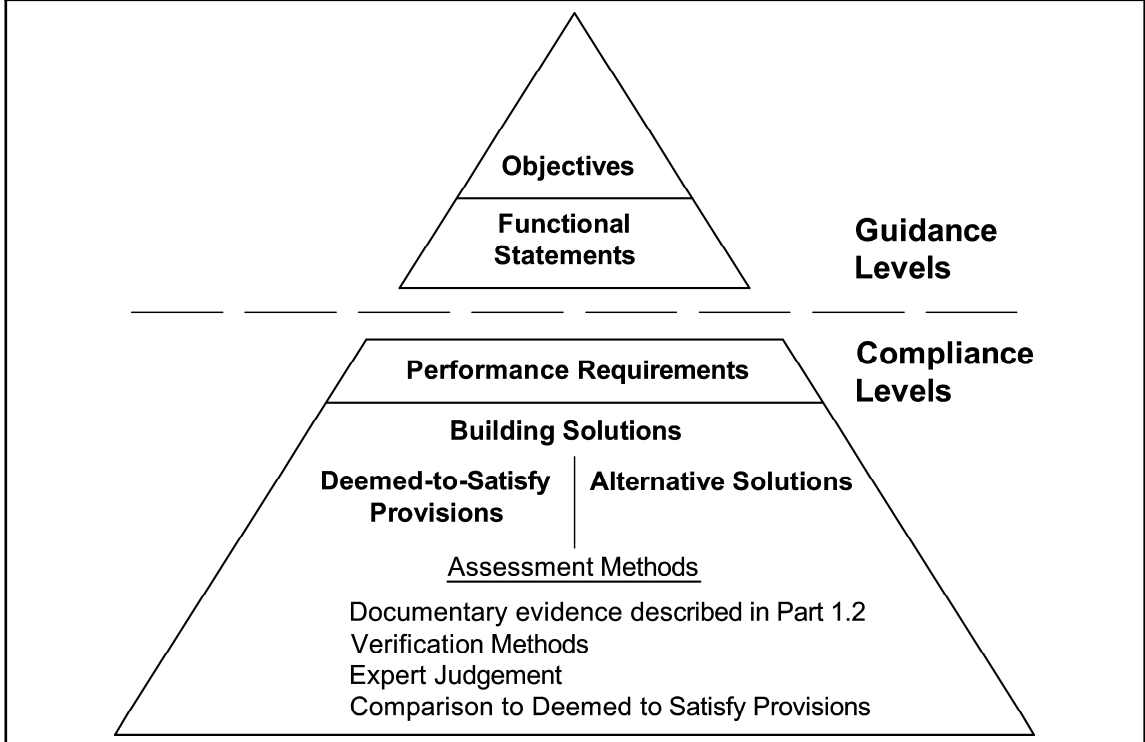 Objectives
Functional
Statements
Guidance
Levels
Compliance
Levels
Performance Requirements
Building Solutions
Deemed-to-Satisfy
Provisions
Alternative Solutions
Assessment Methods
Documentary evidence described in Part 1.2
Verification Methods
Expert Judgement
Comparison to Deemed to Satisfy Provisions